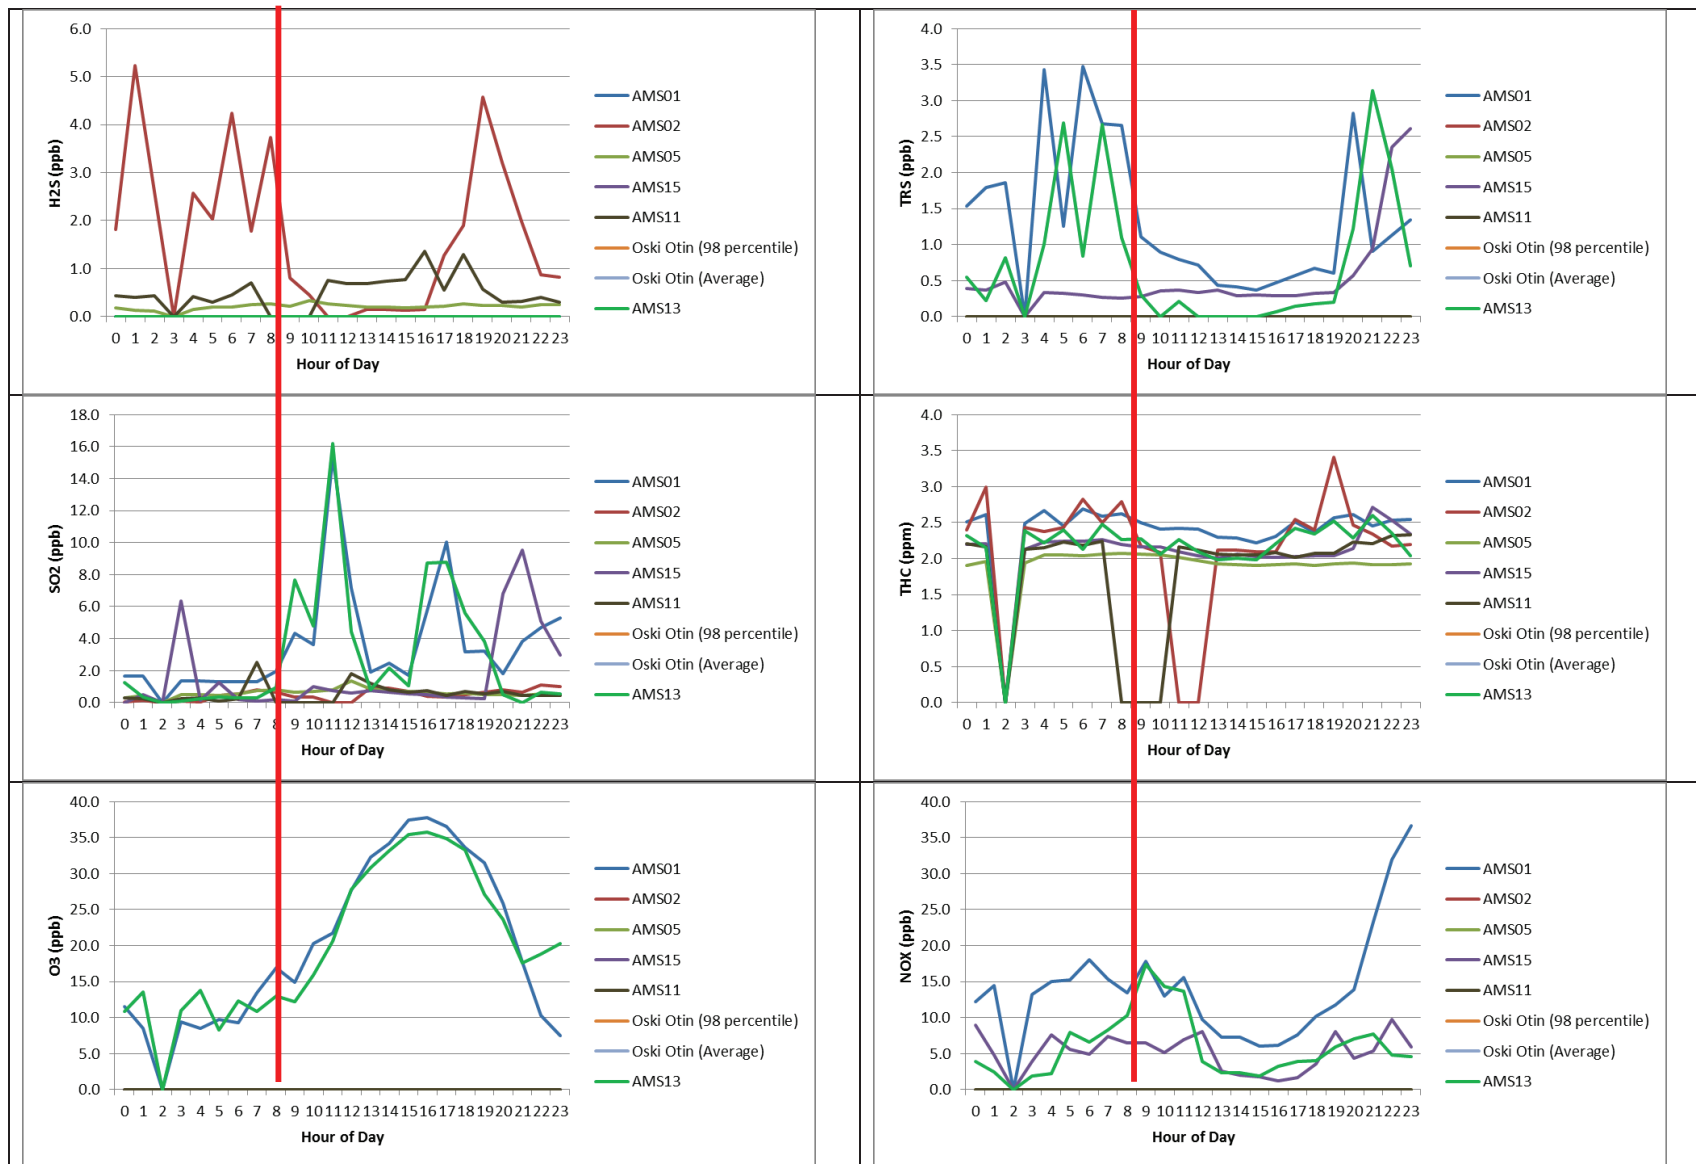 6.0
5.0
4.0
3.0
2.0
1.0
0.0
H2S (ppb)
0 1 2 3 4 5 6 7 8 9 10 11 12 13 14 15 16 17 18 19 20 21 22 23
Hour of Day
AMS01
AMS02
AMS05
AMS15
AMS11
Oski Otin (98 percentile)
Oski Otin (Average)
AMS13
4.0
3.5
3.0
2.5
2.0
1.5
1.0
0.5
0.0
TRS (ppb)
0 1 2 3 4 5 6 7 8 9 10 11 12 13 14 15 16 17 18 19 20 21 22 23
Hour of Day
AMS01
AMS02
AMS05
AMS15
AMS11
Oski Otin (98 percentile)
Oski Otin (Average)
AMS13
18.0
16.0
14.0
12.0
10.0
8.0
6.0
4.0
2.0
0.0
SO2 (ppb)
0 1 2 3 4 5 6 7 8 9 10 11 12 13 14 15 16 17 18 19 20 21 22 23
Hour of Day
AMS01
AMS02
AMS05
AMS15
AMS11
Oski Otin (98 percentile)
Oski Otin (Average)
AMS13
4.0
3.5
3.0
2.5
2.0
1.5
1.0
0.5
0.0
THC (ppm)
0 1 2 3 4 5 6 7 8 9 10 11 12 13 14 15 16 17 18 19 20 21 22 23
Hour of Day
AMS01
AMS02
AMS05
AMS15
AMS11
Oski Otin (98 percentile)
Oski Otin (Average)
AMS13
40.0
35.0
30.0
25.0
20.0
15.0
10.0
5.0
0.0
O3 (ppb)
0 1 2 3 4 5 6 7 8 9 10 11 12 13 14 15 16 17 18 19 20 21 22 23
Hour of Day
AMS01
AMS02
AMS05
AMS15
AMS11
Oski Otin (98 percentile)
Oski Otin (Average)
AMS13
40.0
35.0
30.0
25.0
20.0
15.0
10.0
5.0
0.0
NOX (ppb)
0 1 2 3 4 5 6 7 8 9 10 11 12 13 14 15 16 17 18 19 20 21 22 23
Hour of Day
AMS01
AMS02
AMS05
AMS15
AMS11
Oski Otin (98 percentile)
Oski Otin (Average)
AMS13